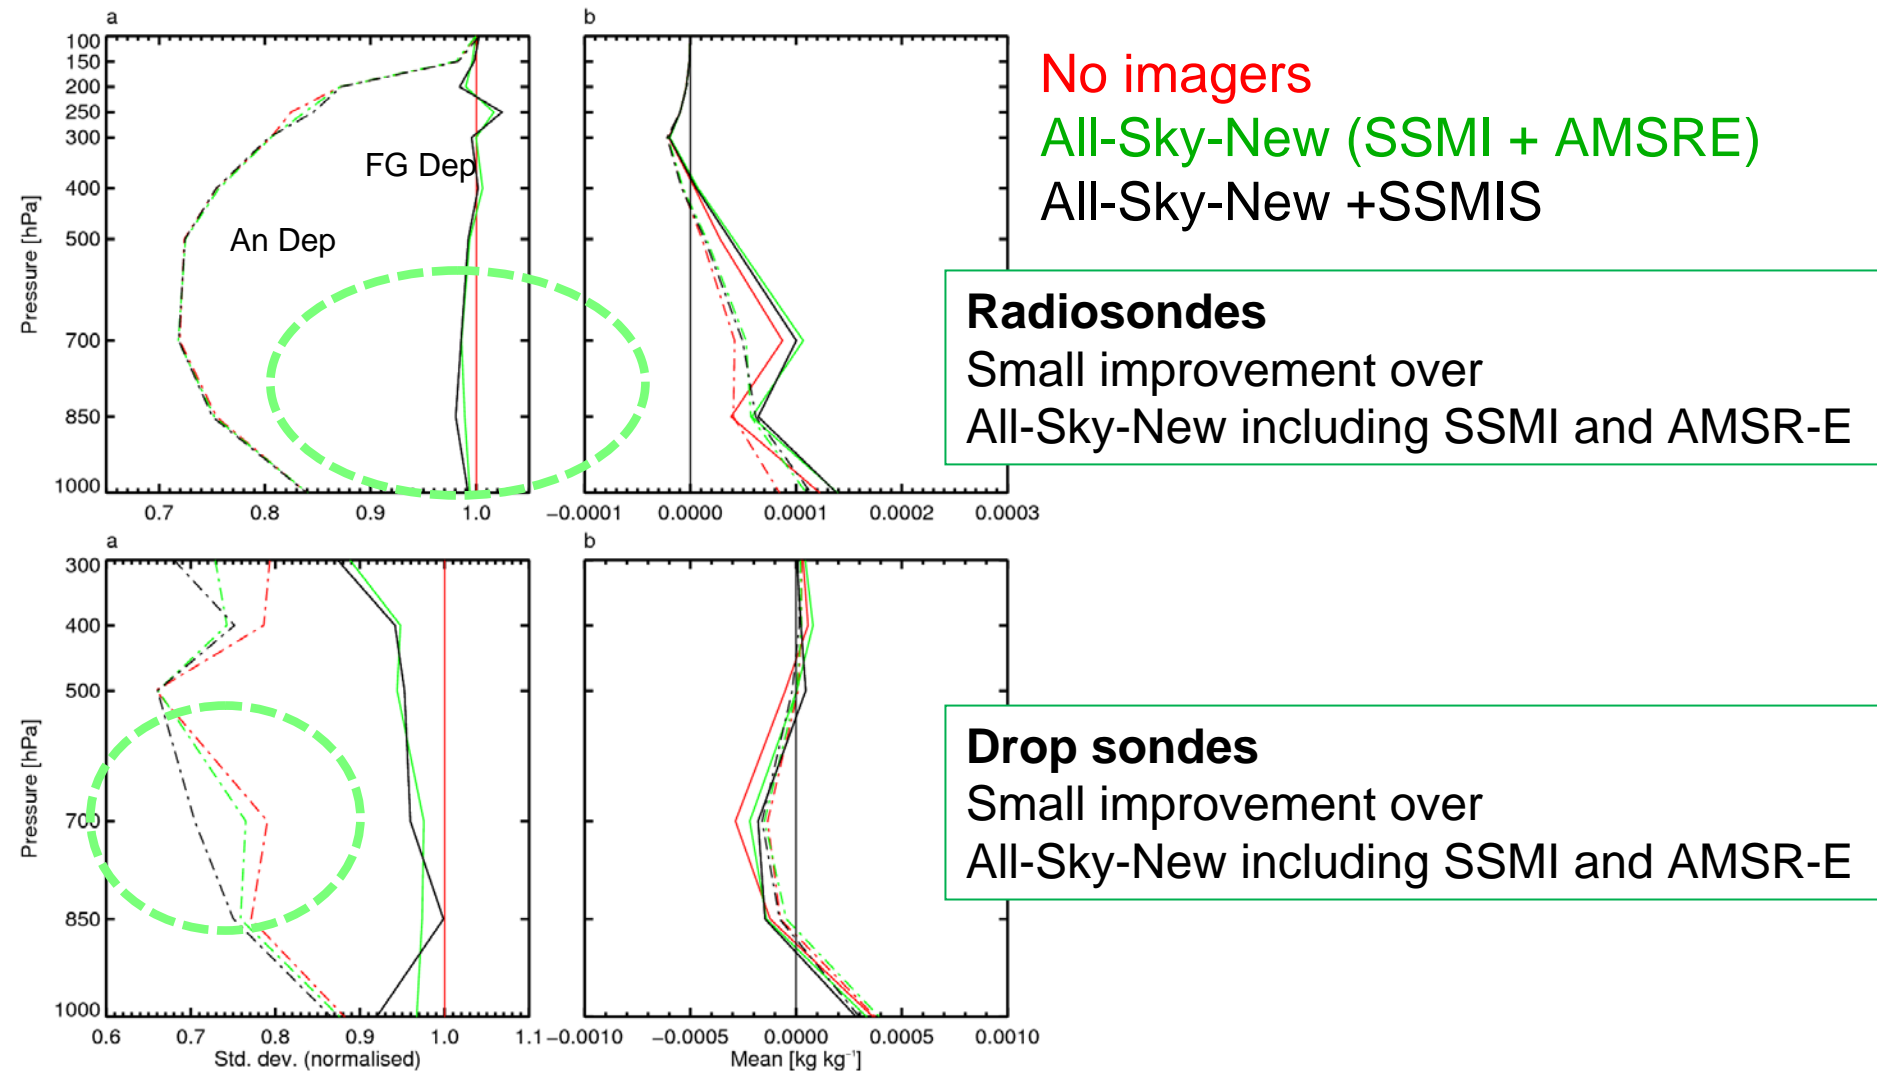 a
b
100
150
200
250
300
400
500
700
850
1000
Pressure [hPa]
FG Dep
An Dep
0.7 0.8 0.9 1.0
−0.0001 0.0000 0.0001 0.0002 0.0003
No imagers
All-Sky-New (SSMI + AMSRE)
All-Sky-New +SSMIS
Radiosondes
Small improvement over
All-Sky-New including SSMI and AMSR-E
a
b
300
400
500
700
850
1000
Pressure [hPa]
0.6 0.7 0.8 0.9 1.0 1.1
Std. dev. (normalised)
−0.0010 −0.0005 0.0000 0.0005 0.0010
Mean [kg kg⁻¹]
Drop sondes
Small improvement over
All-Sky-New including SSMI and AMSR-E